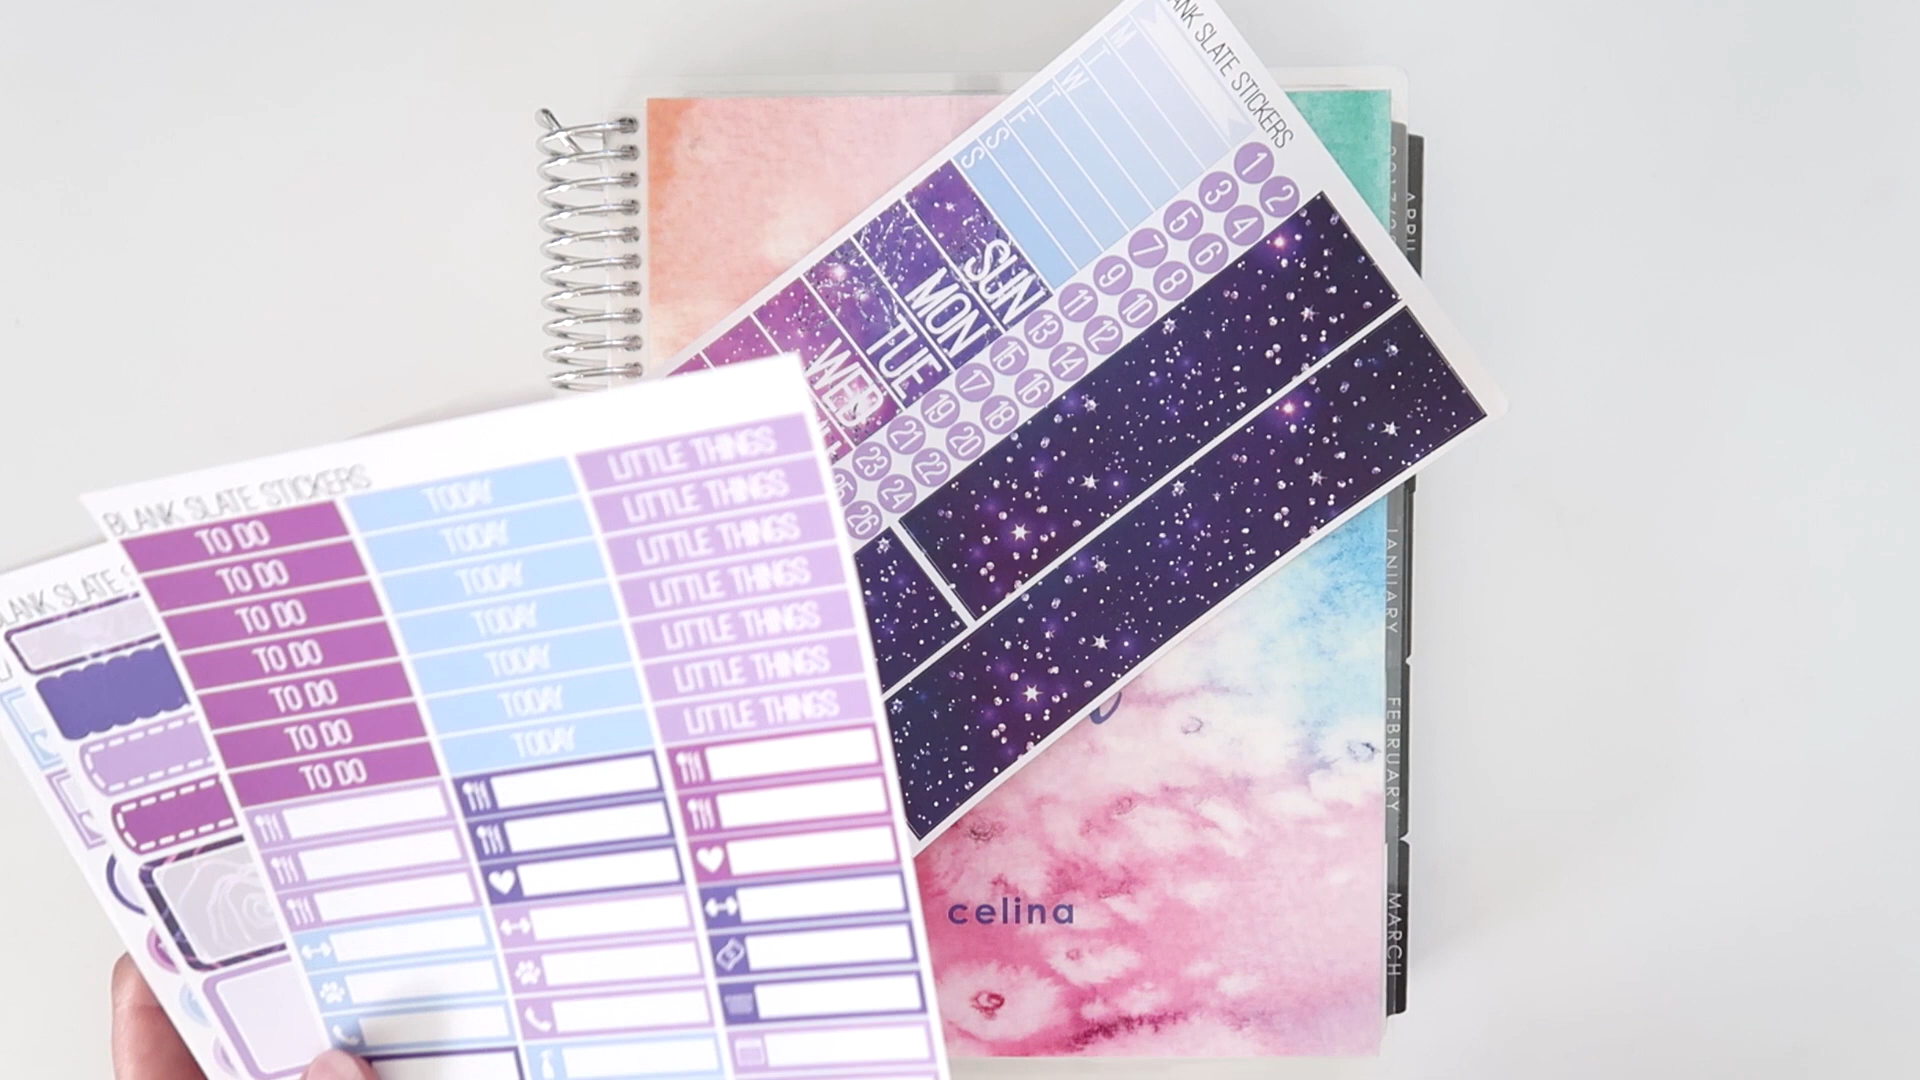 BLANK SLATE STICKERS
TO DO
TO DO
TO DO
TO DO
TO DO
TO DO
TO DO
TODAY
TODAY
TODAY
TODAY
TODAY
TODAY
TODAY
LITTLE THINGS
LITTLE THINGS
LITTLE THINGS
LITTLE THINGS
LITTLE THINGS
LITTLE THINGS
LITTLE THINGS
LANK SLATE S
ANK SLATE STICKERS
M
T
W
T
F
S
S
SUN
MON
TUE
WED
1
2
3
4
5
6
7
8
9
10
11
12
13
14
15
16
17
18
19
20
21
22
23
24
26
celina
APRI
JANUARY
FEBRUARY
MARCH